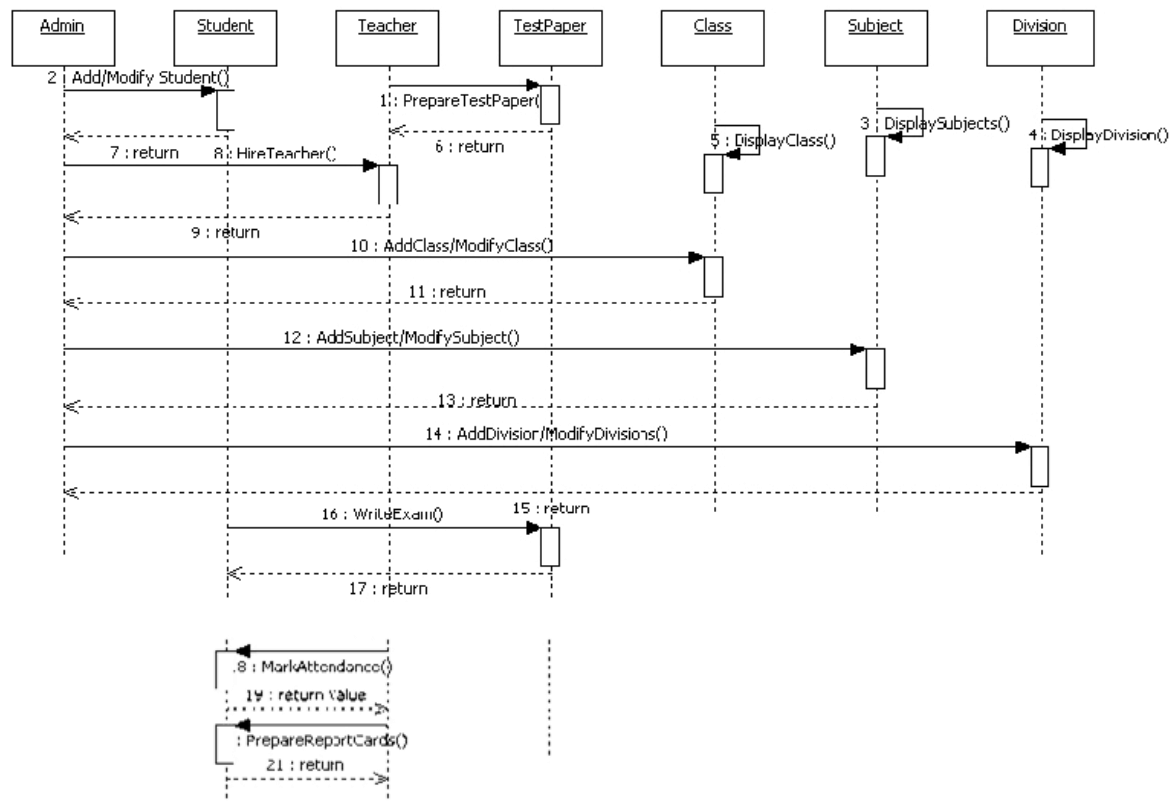 Admin
Student
Teacher
TestPaper
Class
Subject
Division
2 : Add/Modify Student()
1 : PrepareTestPaper(
3 : DisplaySubjects()
4 : DisplayDivision()
5 : DisplayClass()
6 : return
7 : return
8 : HireTeacher()
9 : return
10 : AddClass/ModifyClass()
11 : return
12 : AddSubject/ModifySubject()
13 : return
14 : AddDivision/ModifyDivisions()
15 : return
16 : WriteExam()
17 : return
.8 : MarkAttendance()
19 : return Value
: PrepareReportCards()
21 : return